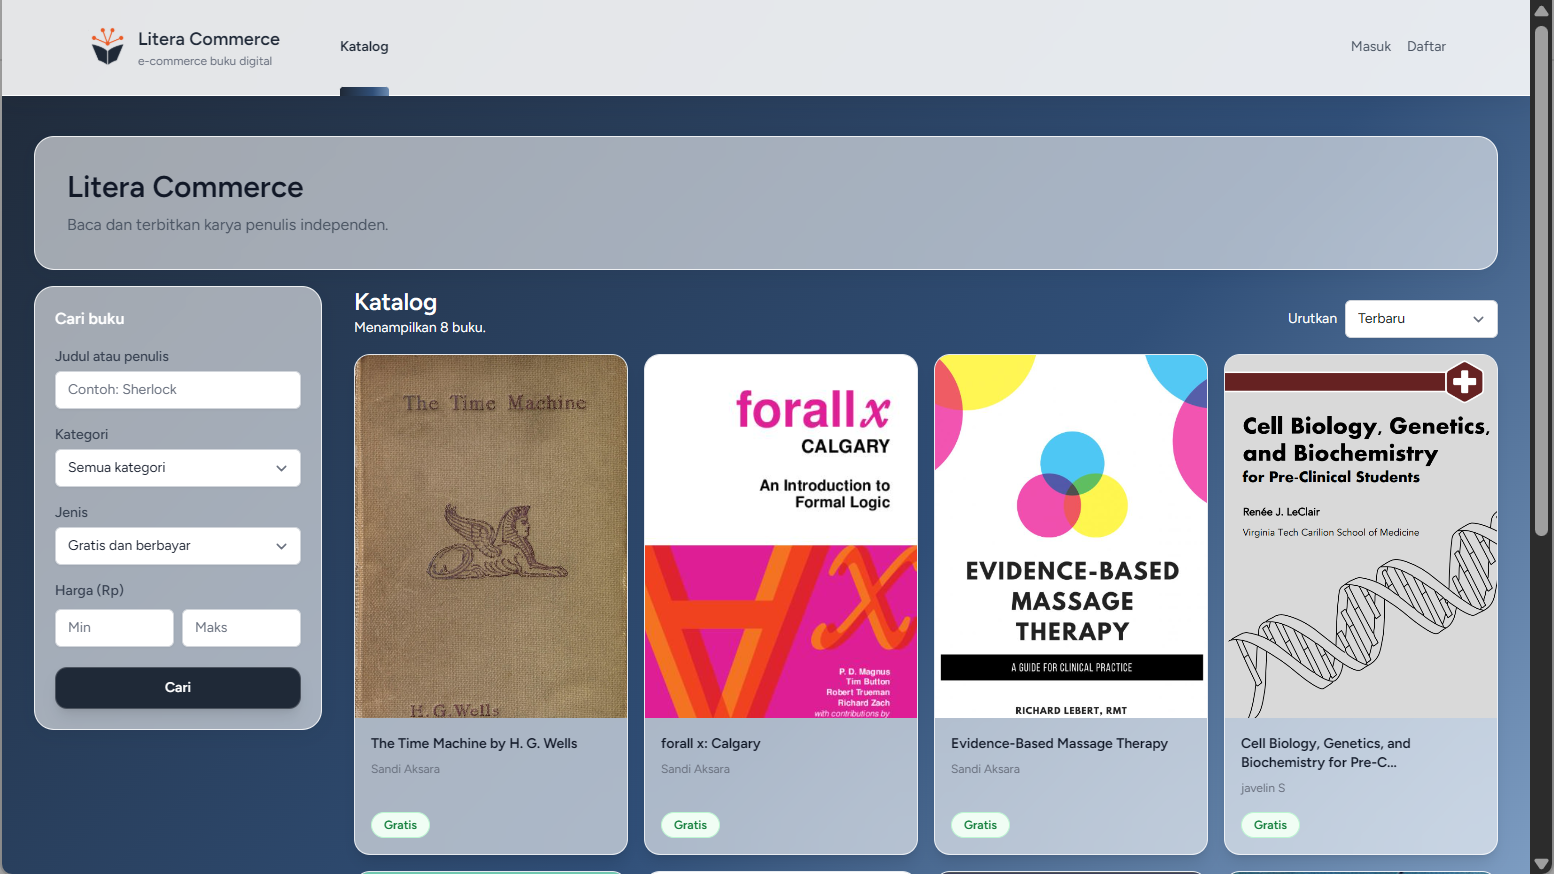 Litera Commerce
e-commerce buku digital
Katalog
Masuk
Daftar
Litera Commerce
Baca dan terbitkan karya penulis independen.
Cari buku
Judul atau penulis
Contoh: Sherlock
Kategori
Semua kategori
Jenis
Gratis dan berbayar
Harga (Rp)
Min
Maks
Cari
Katalog
Menampilkan 8 buku.
Urutkan
Terbaru
The Time Machine
H. G. Wells
The Time Machine by H. G. Wells
Sandi Aksara
Gratis
forall x
CALGARY
An Introduction to
Formal Logic
P. D. Magnus
Tim Button
Robert Trueman
Richard Zach
with contributions by
forall x: Calgary
Sandi Aksara
Gratis
EVIDENCE-BASED
MASSAGE
THERAPY
A GUIDE FOR CLINICAL PRACTICE
RICHARD LEBERT, RMT
Evidence-Based Massage Therapy
Sandi Aksara
Gratis
Cell Biology, Genetics,
and Biochemistry
for Pre-Clinical Students
Renée J. LeClair
Virginia Tech Carilion School of Medicine
Cell Biology, Genetics, and
Biochemistry for Pre-C...
javelin S
Gratis